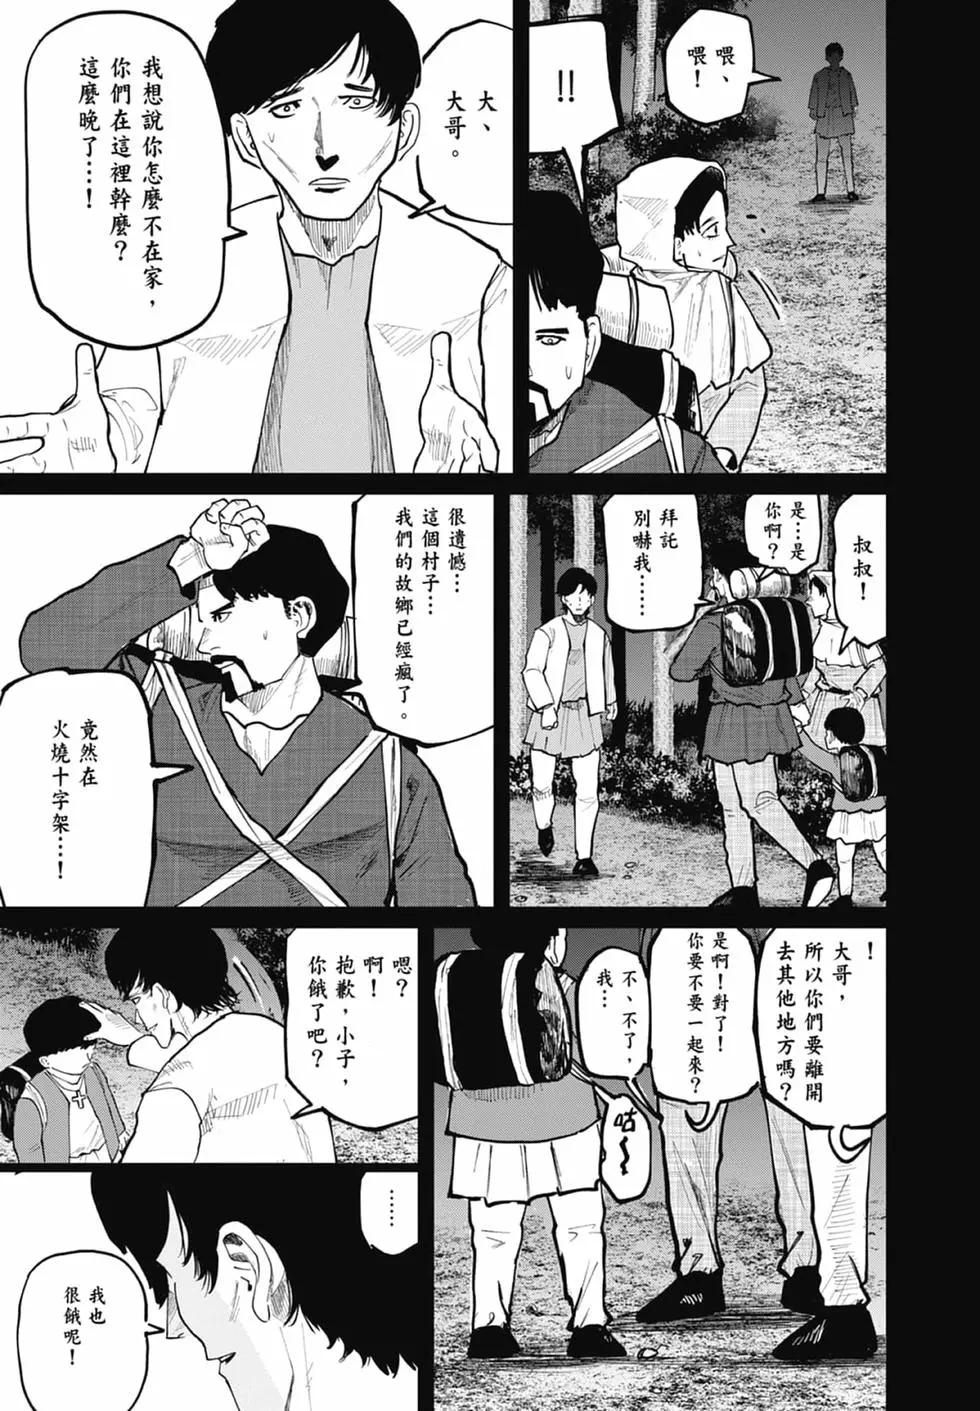 喂、
喂！
!!
大、
大哥。
我想說你怎麼不在家，
你們在這裡幹麼？
這麼晚了⋯！
叔叔！
是⋯是
你啊？
拜託
別嚇我⋯⋯
很遺憾⋯
這個村子⋯
我們的故鄉已經瘋了。
竟然在
火燒十字架⋯⋯！
！
大哥，
所以你們要離開
去其他地方嗎？
是啊！對了！
你要不要一起來？
不、不了，
我⋯
咕～
嗯？
啊！
抱歉，小子，
你餓了吧？
⋯⋯
我也
很餓呢！